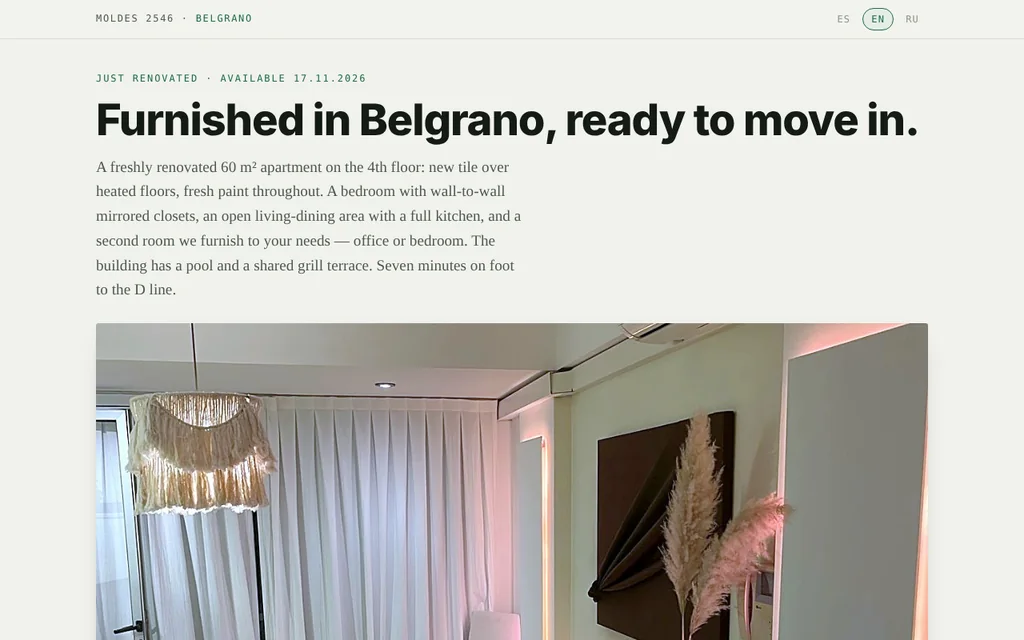 MOLDES 2546 · BELGRANO
ES EN RU
JUST RENOVATED · AVAILABLE 17.11.2026
Furnished in Belgrano, ready to move in.
A freshly renovated 60 m² apartment on the 4th floor: new tile over
heated floors, fresh paint throughout. A bedroom with wall-to-wall
mirrored closets, an open living-dining area with a full kitchen, and a
second room we furnish to your needs — office or bedroom. The
building has a pool and a shared grill terrace. Seven minutes on foot
to the D line.